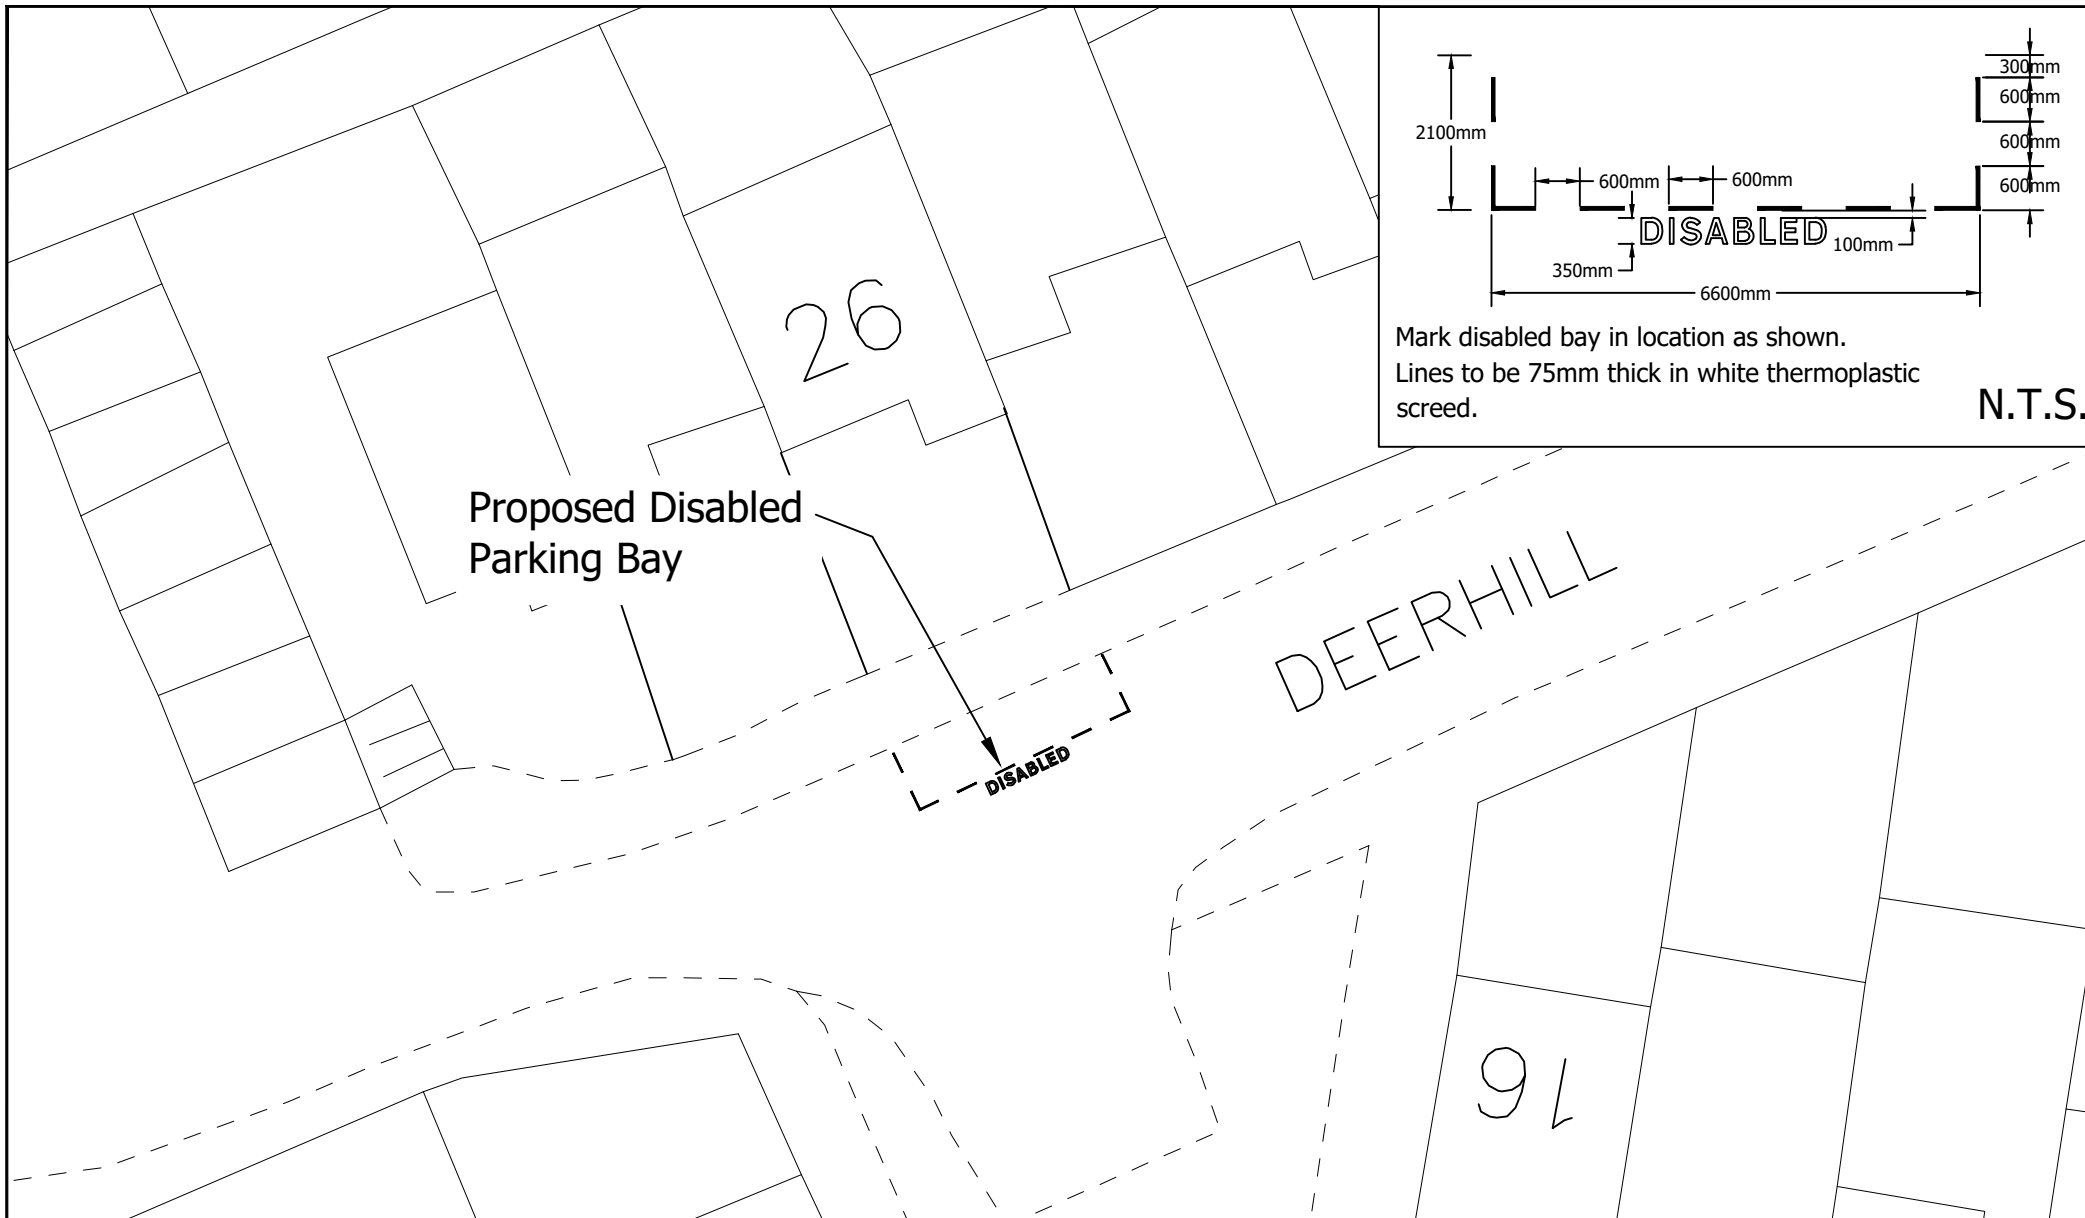 300mm
600mm
2100mm
600mm
600mm
600mm
600mm
DISABLED
100mm
350mm
6600mm
Mark disabled bay in location as shown.
Lines to be 75mm thick in white thermoplastic
screed.
N.T.S.
26
Proposed Disabled
Parking Bay
DEERHILL
DISABLED
16